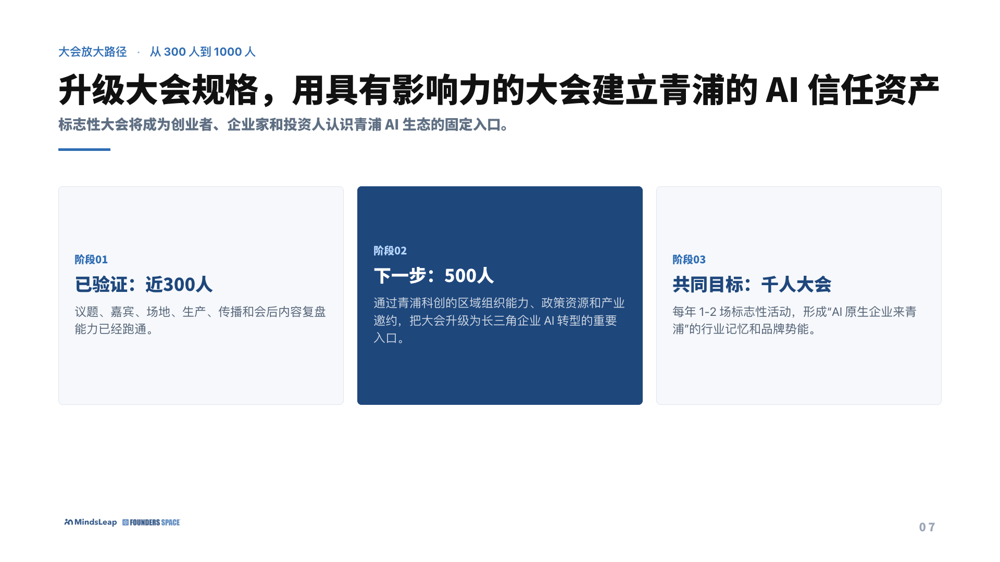 大会放大路径 · 从 300 人到 1000 人
升级大会规格，用具有影响力的大会建立青浦的 AI 信任资产
标志性大会将成为创业者、企业家和投资人认识青浦 AI 生态的固定入口。
阶段01
已验证：近300人
议题、嘉宾、场地、生产、传播和会后内容复盘
能力已经跑通。
阶段02
下一步：500人
通过青浦科创的区域组织能力、政策资源和产业
邀约，把大会升级为长三角企业 AI 转型的重要
入口。
阶段03
共同目标：千人大会
每年 1-2 场标志性活动，形成“AI 原生企业来青
浦”的行业记忆和品牌势能。
MindsLeap FOUNDERS SPACE
07